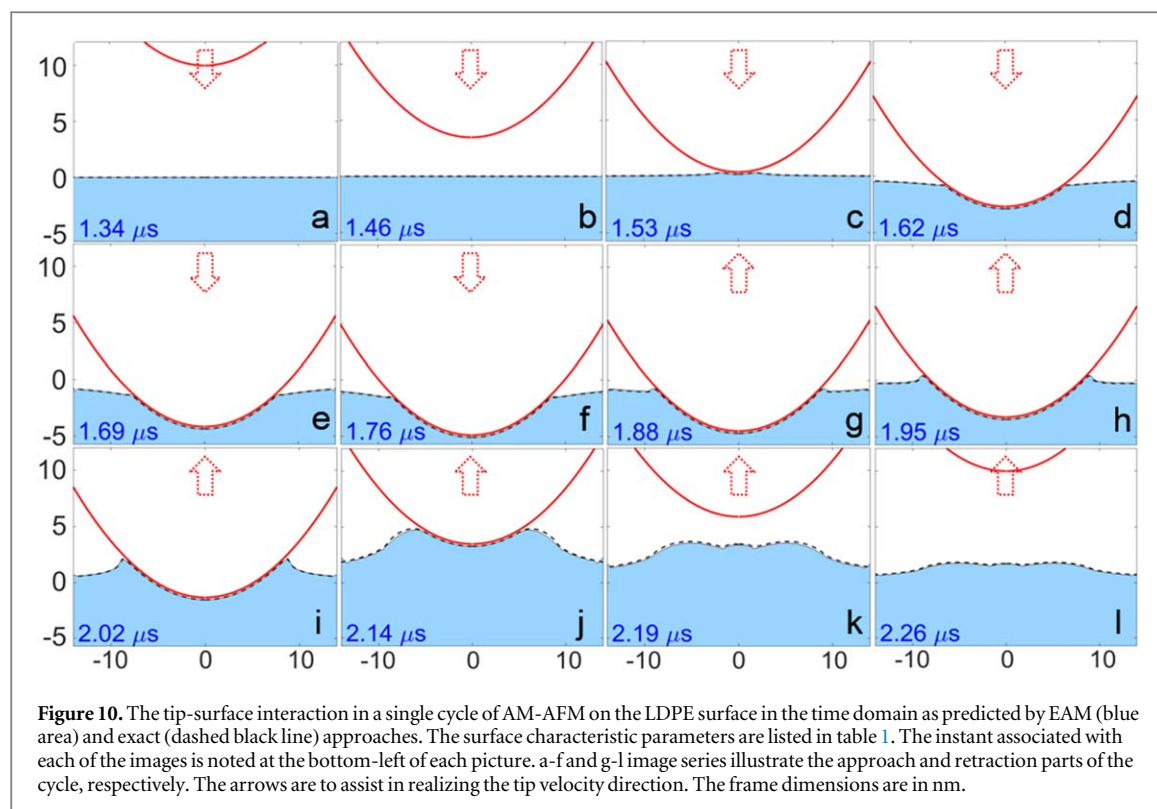 10
5
0
-5
1.34 μs a
1.46 μs b
1.53 μs c
1.62 μs d
10
5
0
-5
1.69 μs e
1.76 μs f
1.88 μs g
1.95 μs h
10
5
0
-5
2.02 μs i
2.14 μs j
2.19 μs k
2.26 μs l
-10 0 10 -10 0 10 -10 0 10 -10 0 10
Figure 10. The tip-surface interaction in a single cycle of AM-AFM on the LDPE surface in the time domain as predicted by EAM (blue
area) and exact (dashed black line) approaches. The surface characteristic parameters are listed in table 1. The instant associated with
each of the images is noted at the bottom-left of each picture. a-f and g-l image series illustrate the approach and retraction parts of the
cycle, respectively. The arrows are to assist in realizing the tip velocity direction. The frame dimensions are in nm.